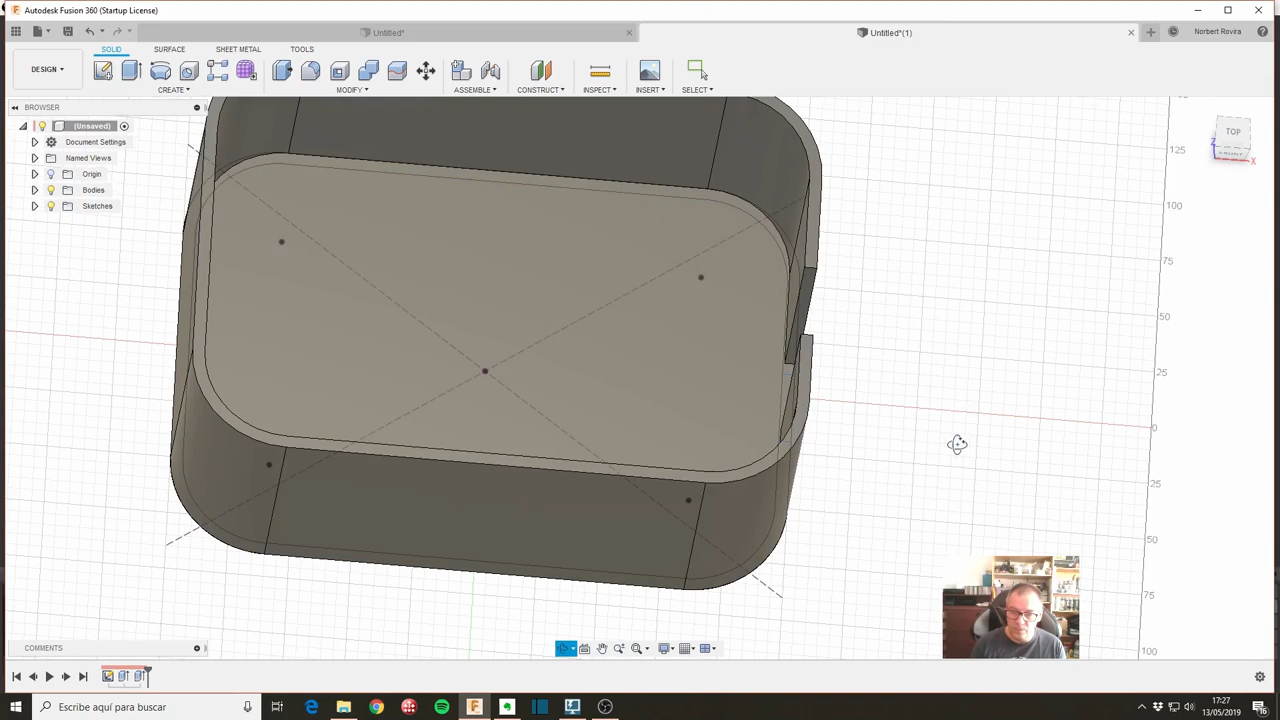 Autodesk Fusion 360 (Startup License)
Untitled*
Untitled*(1)
Norbert Rovira
DESIGN
SOLID
SURFACE
SHEET METAL
TOOLS
CREATE
MODIFY
ASSEMBLE
CONSTRUCT
INSPECT
INSERT
SELECT
BROWSER
(Unsaved)
Document Settings
Named Views
Origin
Bodies
Sketches
TOP
Z
X
125
100
75
50
25
0
25
50
75
100
COMMENTS
Escribe aquí para buscar
17:27
13/05/2019
16